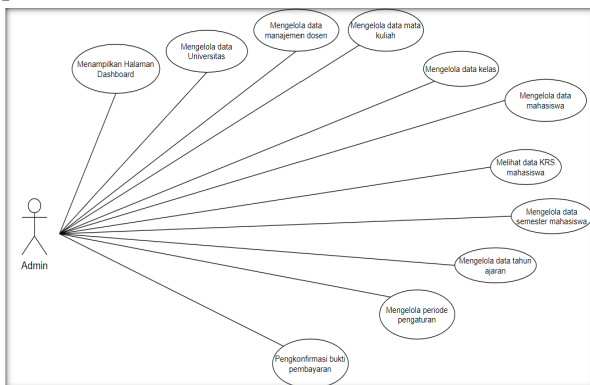 Mengelola data
manajemen dosen
Mengelola data mata
kuliah
Mengelola data
Universitas
Menampilkan Halaman
Dashboard
Mengelola data kelas
Mengelola data
mahasiswa
Melihat data KRS
mahasiswa
Mengelola data
semester mahasiswa
Mengelola data tahun
ajaran
Mengelola periode
pengaturan
Pengkonfirmasi bukti
pembayaran
Admin